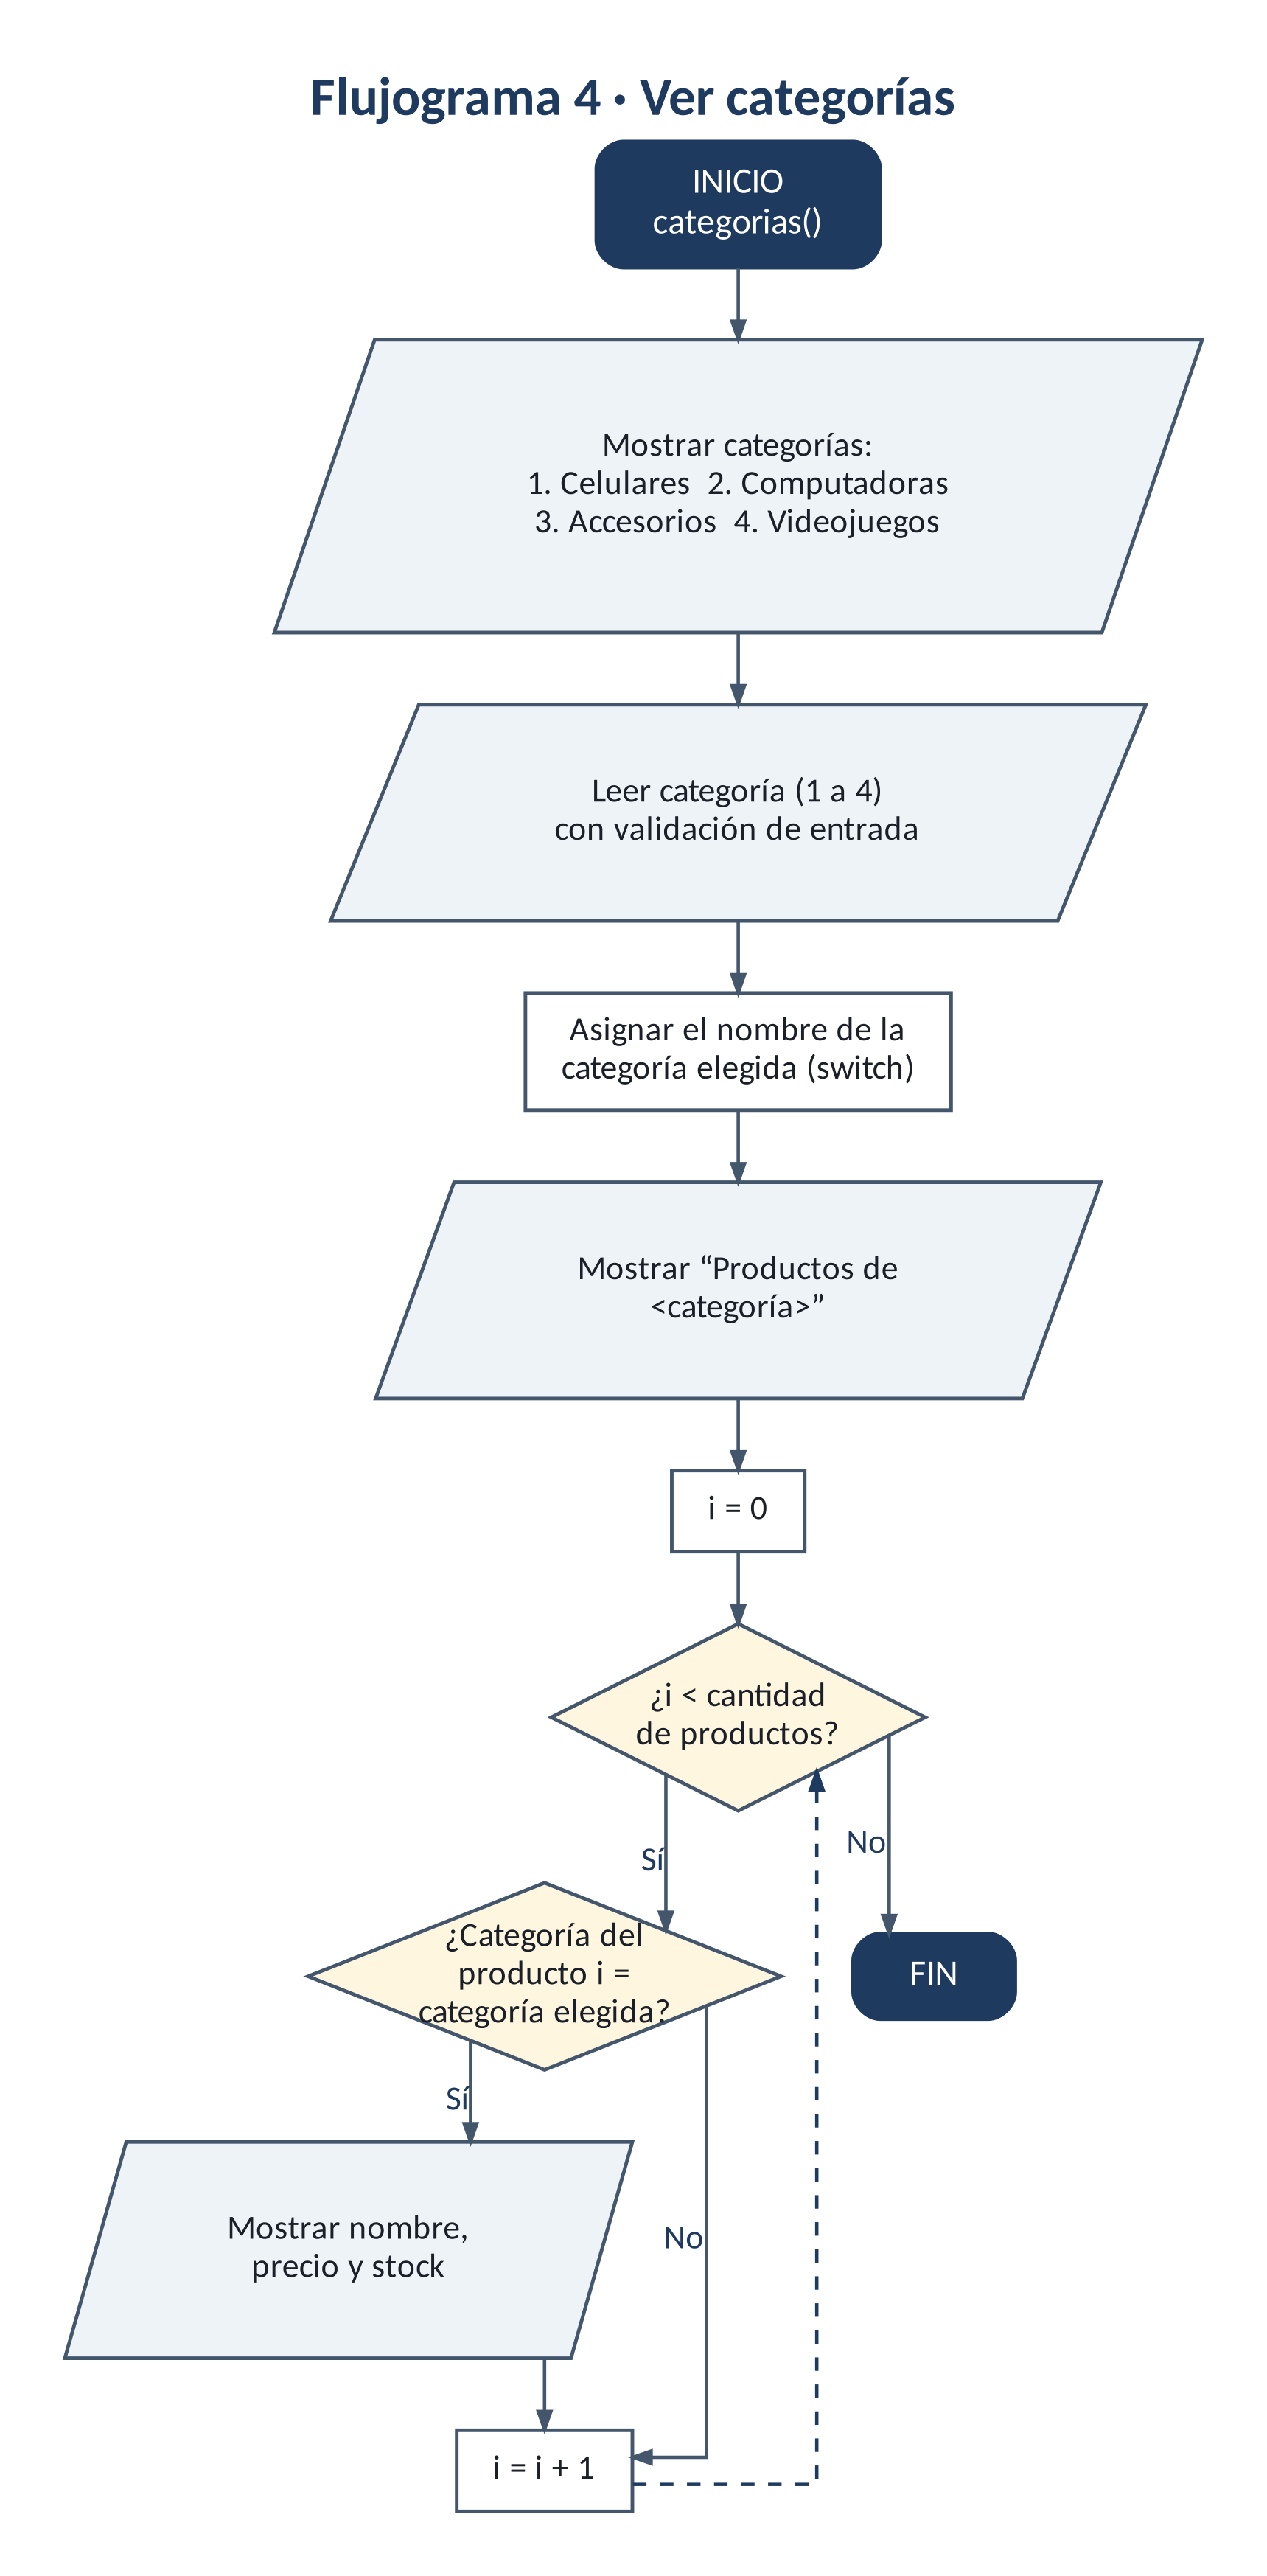 Flujograma 4 · Ver categorías
INICIO
categorias()
Mostrar categorías:
1. Celulares  2. Computadoras
3. Accesorios  4. Videojuegos
Leer categoría (1 a 4)
con validación de entrada
Asignar el nombre de la
categoría elegida (switch)
Mostrar “Productos de
<categoría>”
i = 0
¿i < cantidad
de productos?
Sí
No
¿Categoría del
producto i =
categoría elegida?
FIN
Sí
No
Mostrar nombre,
precio y stock
i = i + 1